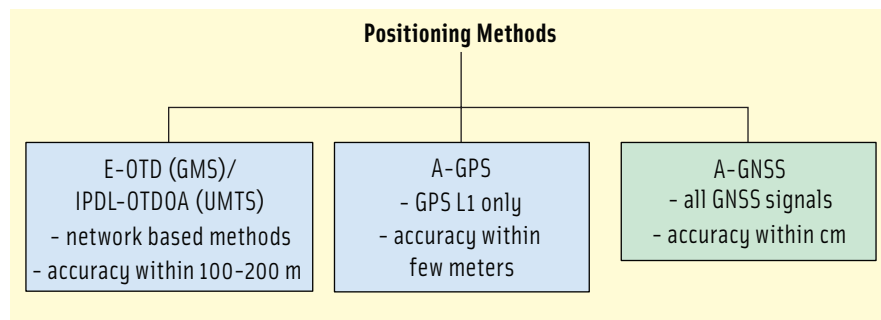 Positioning Methods
E-OTD (GMS)/
IPDL-OTDOA (UMTS)
- network based methods
- accuracy within 100-200 m
A-GPS
- GPS L1 only
- accuracy within
few meters
A-GNSS
- all GNSS signals
- accuracy within cm